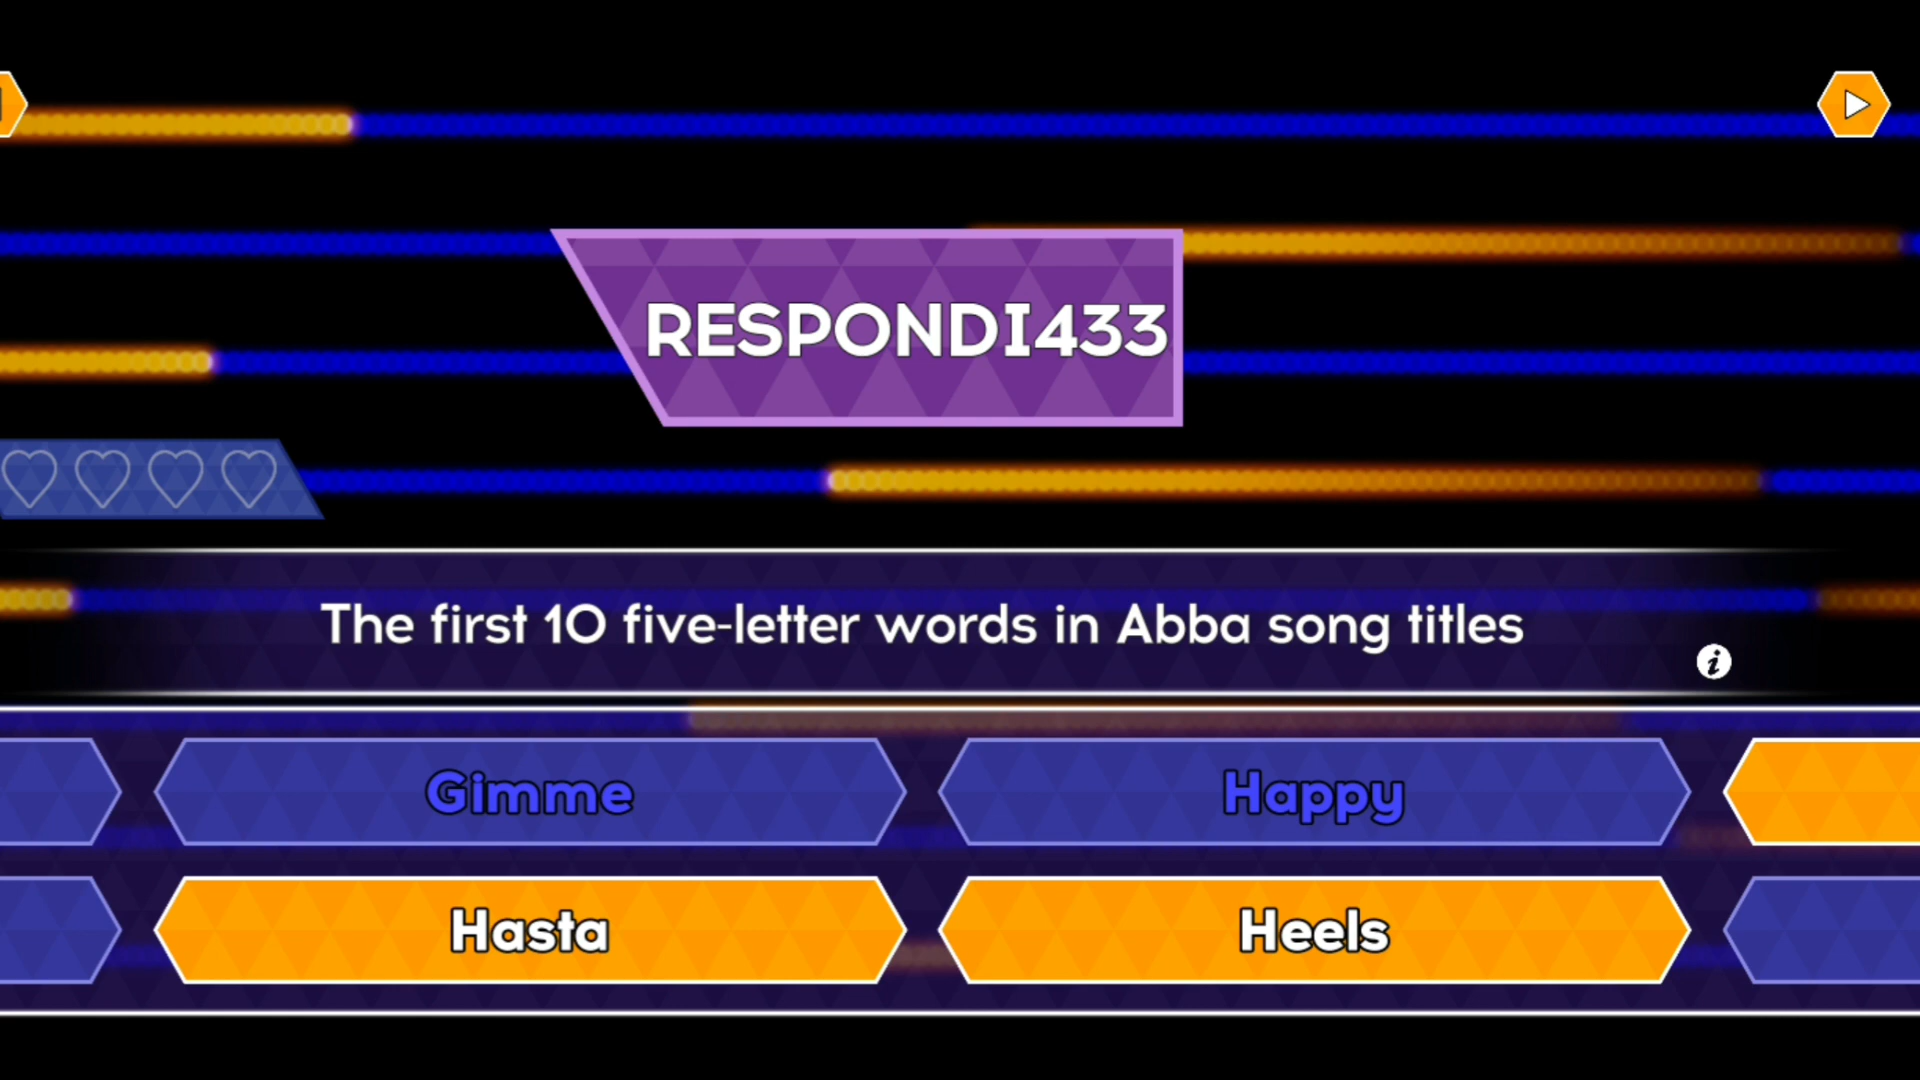 RESPONDI433
The first 10 five-letter words in Abba song titles
i
Gimme
Happy
Hasta
Heels